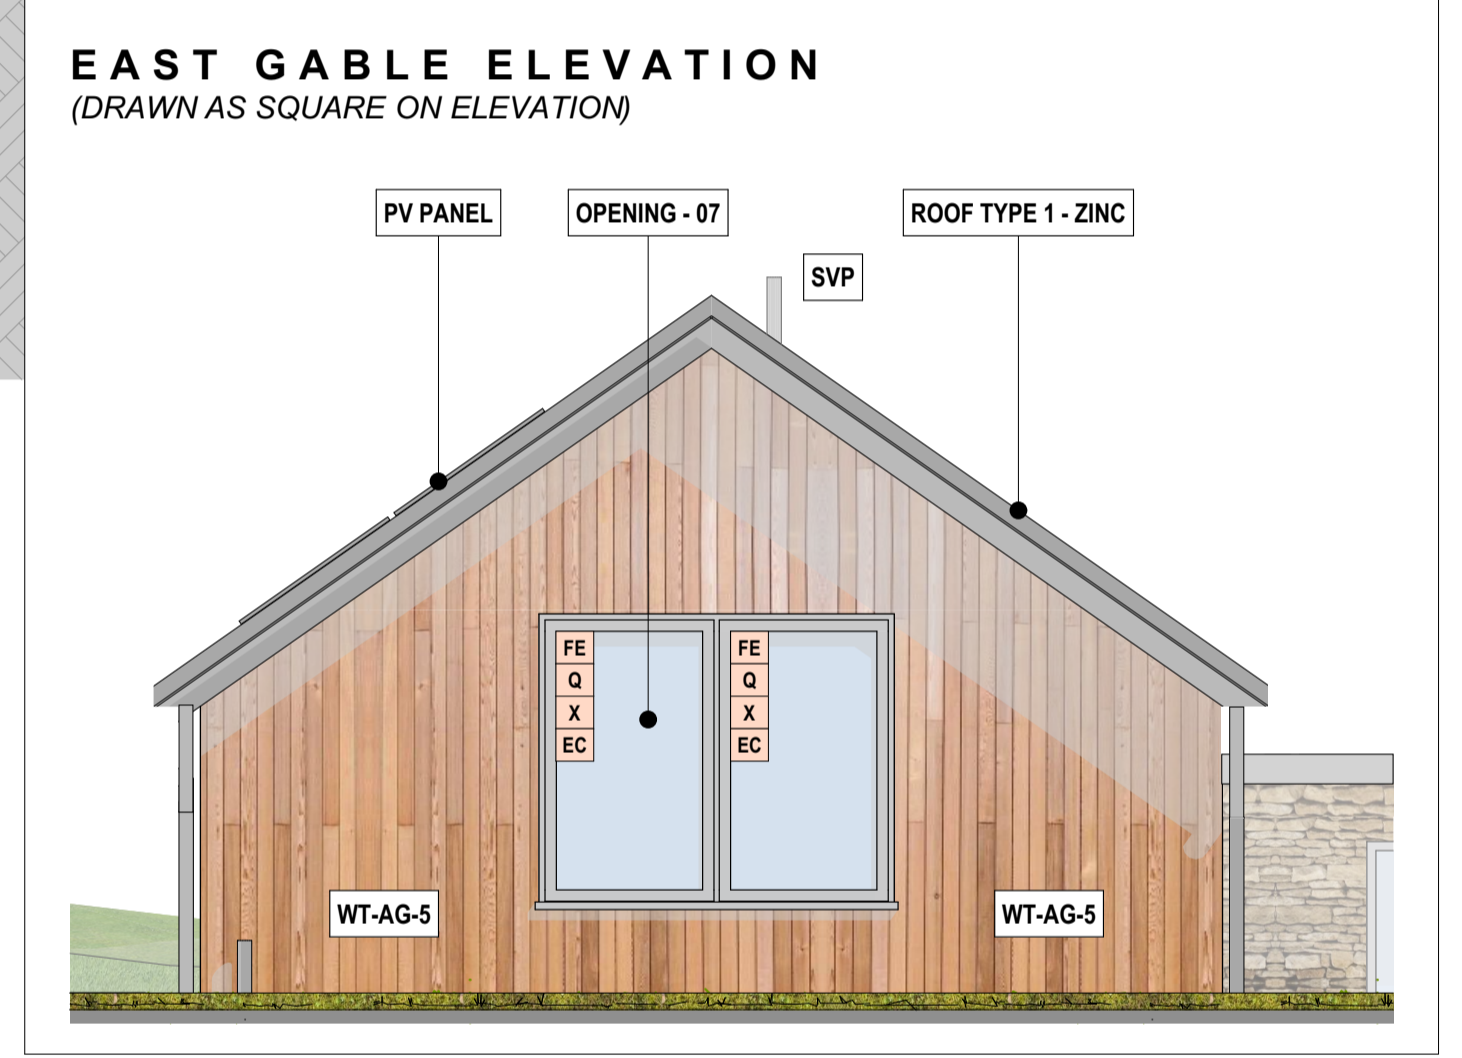 EAST GABLE ELEVATION
(DRAWN AS SQUARE ON ELEVATION)
PV PANEL
OPENING - 07
ROOF TYPE 1 - ZINC
SVP
FE
Q
X
EC
FE
Q
X
EC
WT-AG-5
WT-AG-5